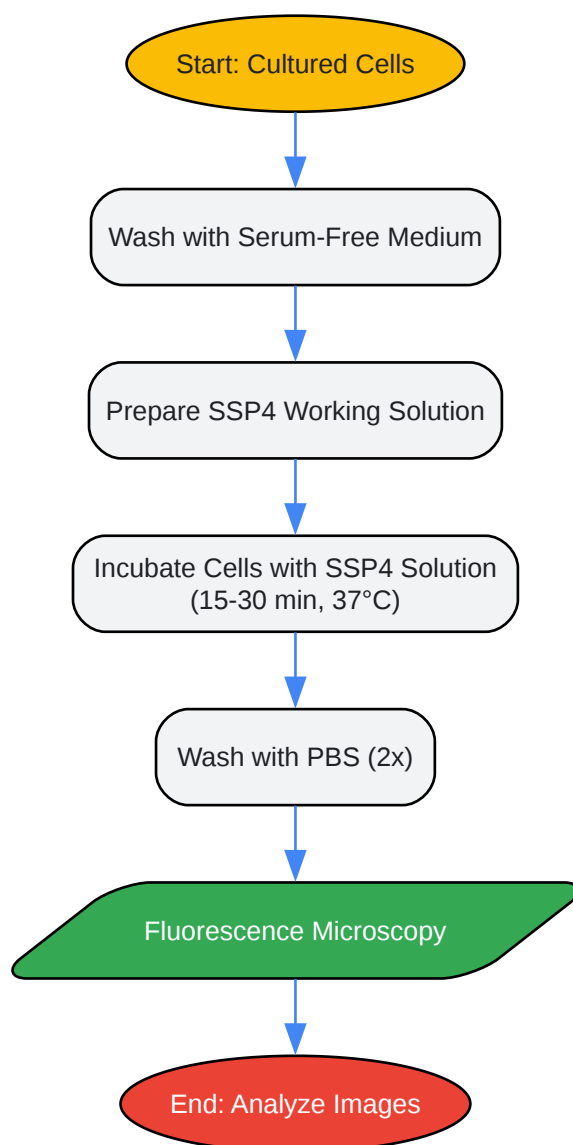 Start: Cultured Cells
Wash with Serum-Free Medium
Prepare SSP4 Working Solution
Incubate Cells with SSP4 Solution
(15-30 min, 37°C)
Wash with PBS (2x)
Fluorescence Microscopy
End: Analyze Images